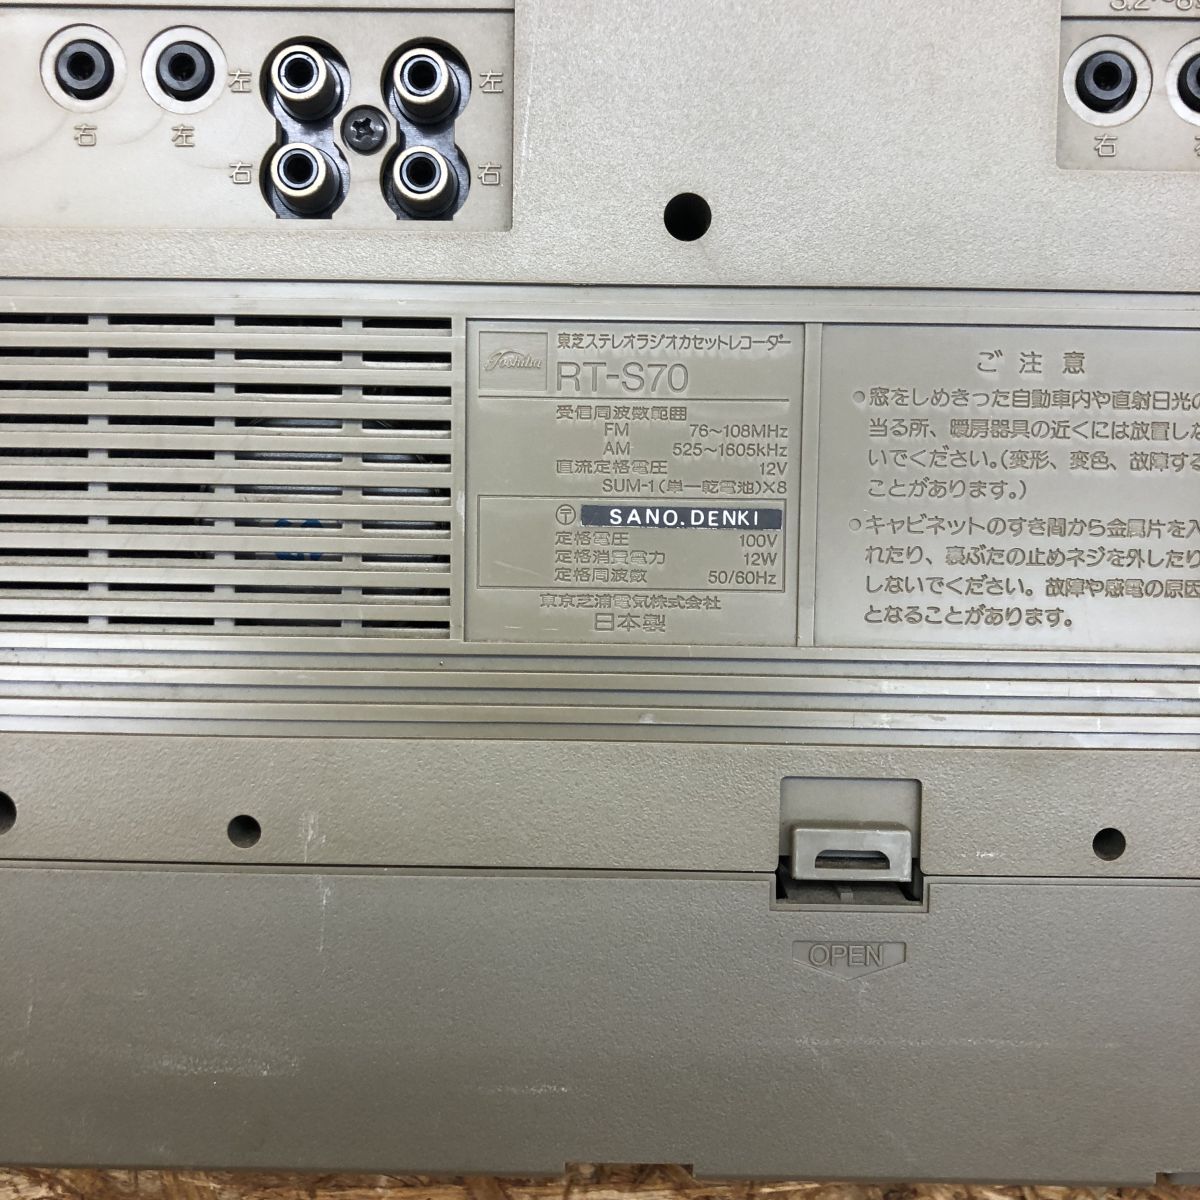 左
左
右
左
右
右
右
Toshiba
東芝ステレオラジオカセットレコーダー
RT-S70
受信周波数範囲
FM 76〜108MHz
AM 525〜1605kHz
直流定格電圧 12V
SUM-1(単一乾電池)×8
〒 SANO.DENKI
定格電圧 100V
定格消費電力 12W
定格周波数 50/60Hz
東京芝浦電気株式会社
日本製
ご注意
●窓をしめきった自動車内や直射日光の
当る所、暖房器具の近くには放置しな
いでください。(変形、変色、故障する
ことがあります。)
●キャビネットのすき間から金属片を入
れたり、裏ぶたの止めネジを外したり
しないでください。故障や感電の原因
となることがあります。
OPEN